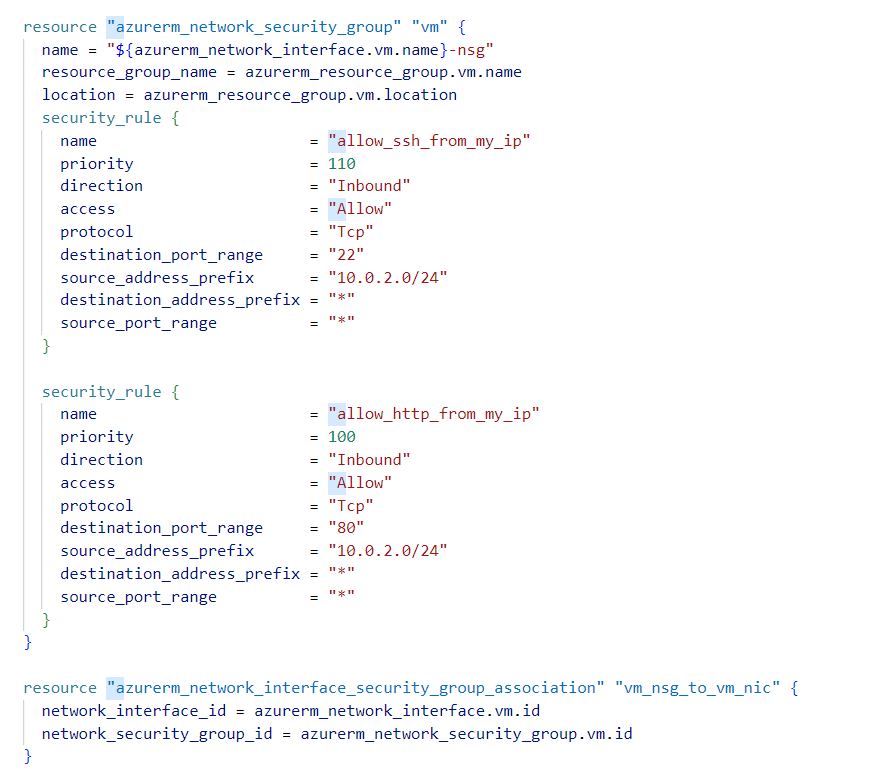 resource "azurerm_network_security_group" "vm" {
  name = "${azurerm_network_interface.vm.name}-nsg"
  resource_group_name = azurerm_resource_group.vm.name
  location = azurerm_resource_group.vm.location
  security_rule {
    name                       = "allow_ssh_from_my_ip"
    priority                   = 110
    direction                  = "Inbound"
    access                     = "Allow"
    protocol                   = "Tcp"
    destination_port_range     = "22"
    source_address_prefix      = "10.0.2.0/24"
    destination_address_prefix = "*"
    source_port_range          = "*"
  }

  security_rule {
    name                       = "allow_http_from_my_ip"
    priority                   = 100
    direction                  = "Inbound"
    access                     = "Allow"
    protocol                   = "Tcp"
    destination_port_range     = "80"
    source_address_prefix      = "10.0.2.0/24"
    destination_address_prefix = "*"
    source_port_range          = "*"
  }
}

resource "azurerm_network_interface_security_group_association" "vm_nsg_to_vm_nic" {
  network_interface_id = azurerm_network_interface.vm.id
  network_security_group_id = azurerm_network_security_group.vm.id
}